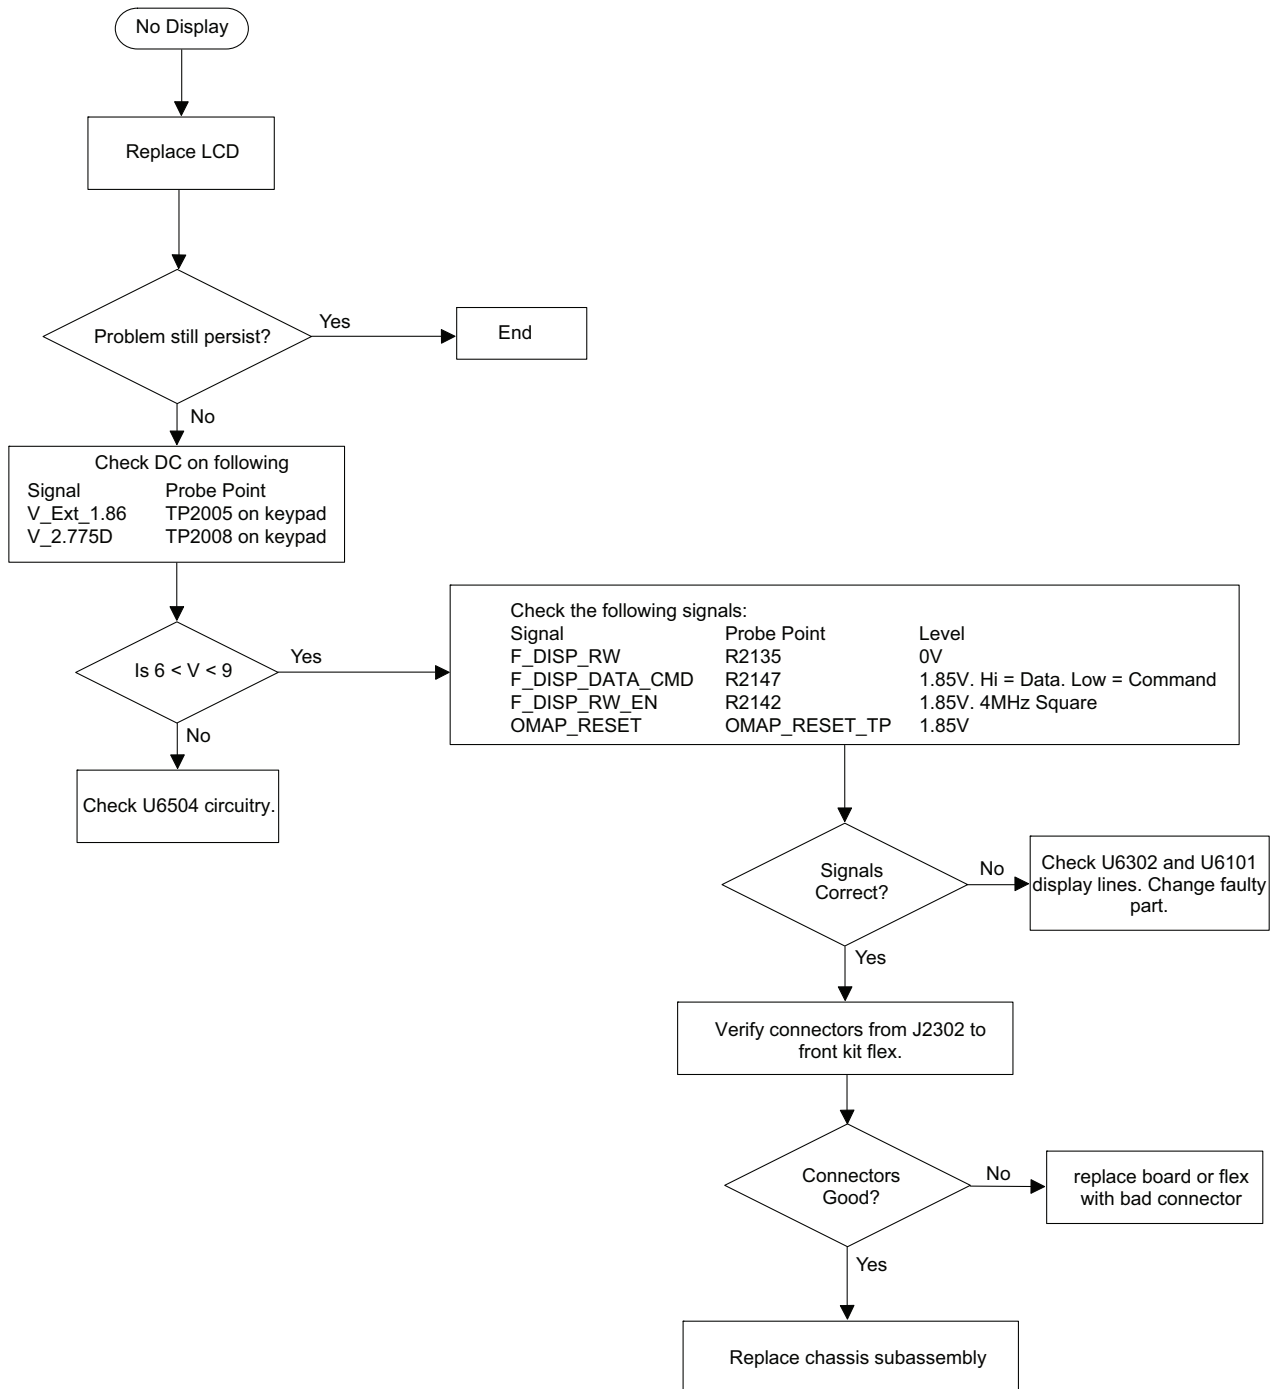 No Display
Replace LCD
Problem still persist?
Yes
End
No
Check DC on following
Signal Probe Point
V_Ext_1.86 TP2005 on keypad
V_2.775D TP2008 on keypad
Is 6 < V < 9
Yes
No
Check U6504 circuitry.
Check the following signals:
Signal Probe Point Level
F_DISP_RW R2135 0V
F_DISP_DATA_CMD R2147 1.85V. Hi = Data. Low = Command
F_DISP_RW_EN R2142 1.85V. 4MHz Square
OMAP_RESET OMAP_RESET_TP 1.85V
Signals
Correct?
No
Check U6302 and U6101
display lines. Change faulty
part.
Yes
Verify connectors from J2302 to
front kit flex.
Connectors
Good?
No
replace board or flex
with bad connector
Yes
Replace chassis subassembly